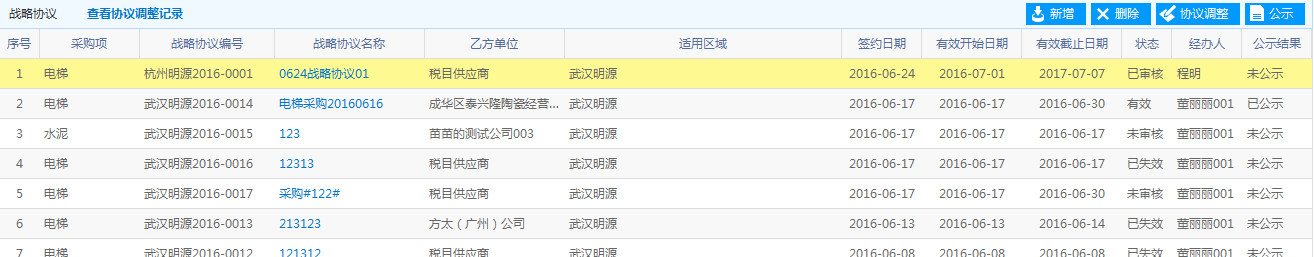 战略协议 查看协议调整记录 新增 删除 协议调整 公示
序号 采购项 战略协议编号 战略协议名称 乙方单位 适用区域 签约日期 有效开始日期 有效截止日期 状态 经办人 公示结果
1 电梯 杭州明源2016-0001 0624战略协议01 税目供应商 武汉明源 2016-06-24 2016-07-01 2017-07-07 已审核 程明 未公示
2 电梯 武汉明源2016-0014 电梯采购20160616 成华区泰兴隆陶瓷经营... 武汉明源 2016-06-17 2016-06-17 2016-06-30 有效 董丽丽001 已公示
3 水泥 武汉明源2016-0015 123 苗苗的测试公司003 武汉明源 2016-06-17 2016-06-17 2016-06-17 未审核 董丽丽001 未公示
4 电梯 武汉明源2016-0016 12313 税目供应商 武汉明源 2016-06-17 2016-06-17 2016-06-17 已失效 董丽丽001 未公示
5 电梯 武汉明源2016-0017 采购#122# 税目供应商 武汉明源 2016-06-17 2016-06-17 2016-06-30 未审核 董丽丽001 未公示
6 电梯 武汉明源2016-0013 213123 方太（广州）公司 武汉明源 2016-06-13 2016-06-13 2016-06-14 已失效 董丽丽001 未公示
7 电梯 武汉明源2016-0012 121312 税目供应商 武汉明源 2016-06-08 2016-06-08 2016-06-08 已失效 董丽丽001 未公示